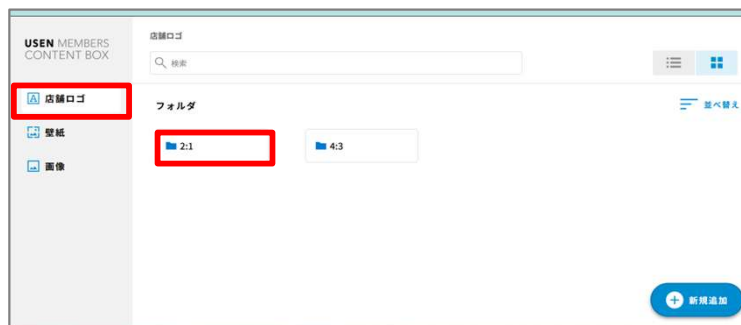 USEN MEMBERS
CONTENT BOX
店舗ロゴ
壁紙
画像
店舗ロゴ
検索
フォルダ
並べ替え
2:1
4:3
新規追加